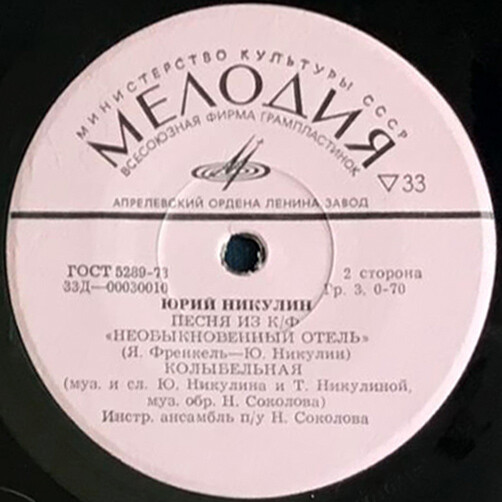 МИНИСТЕРСТВО КУЛЬТУРЫ СССР
МЕЛОДИЯ
ВСЕСОЮЗНАЯ ФИРМА ГРАМПЛАСТИНОК
▽33
АПРЕЛЕВСКИЙ ОРДЕНА ЛЕНИНА ЗАВОД
ГОСТ 5289-73
2 сторона
33Д—00030010
Гр. 3. 0-70
ЮРИЙ НИКУЛИН
ПЕСНЯ ИЗ К/Ф
«НЕОБЫКНОВЕННЫЙ ОТЕЛЬ»
(Я. Френкель—Ю. Никулин)
КОЛЫБЕЛЬНАЯ
(муз. и сл. Ю. Никулина и Т. Никулиной,
муз. обр. Н. Соколова)
Инстр. ансамбль п/у Н. Соколова